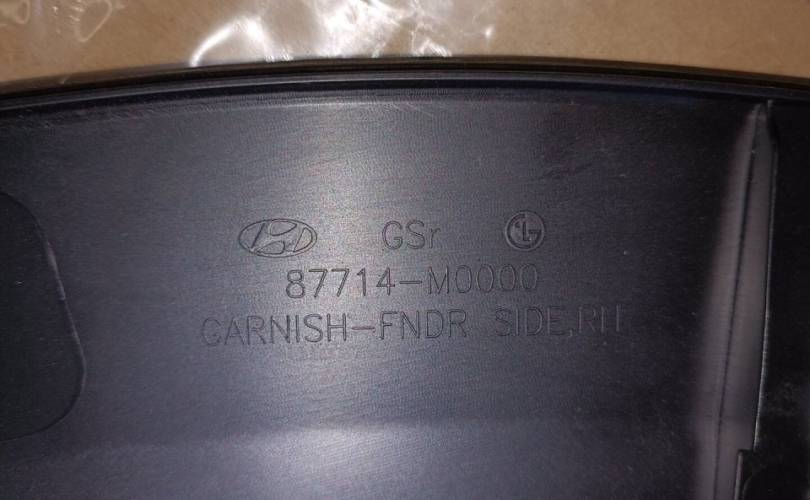 GSr
87714-M0000
GARNISH-FNDR SIDE,RH